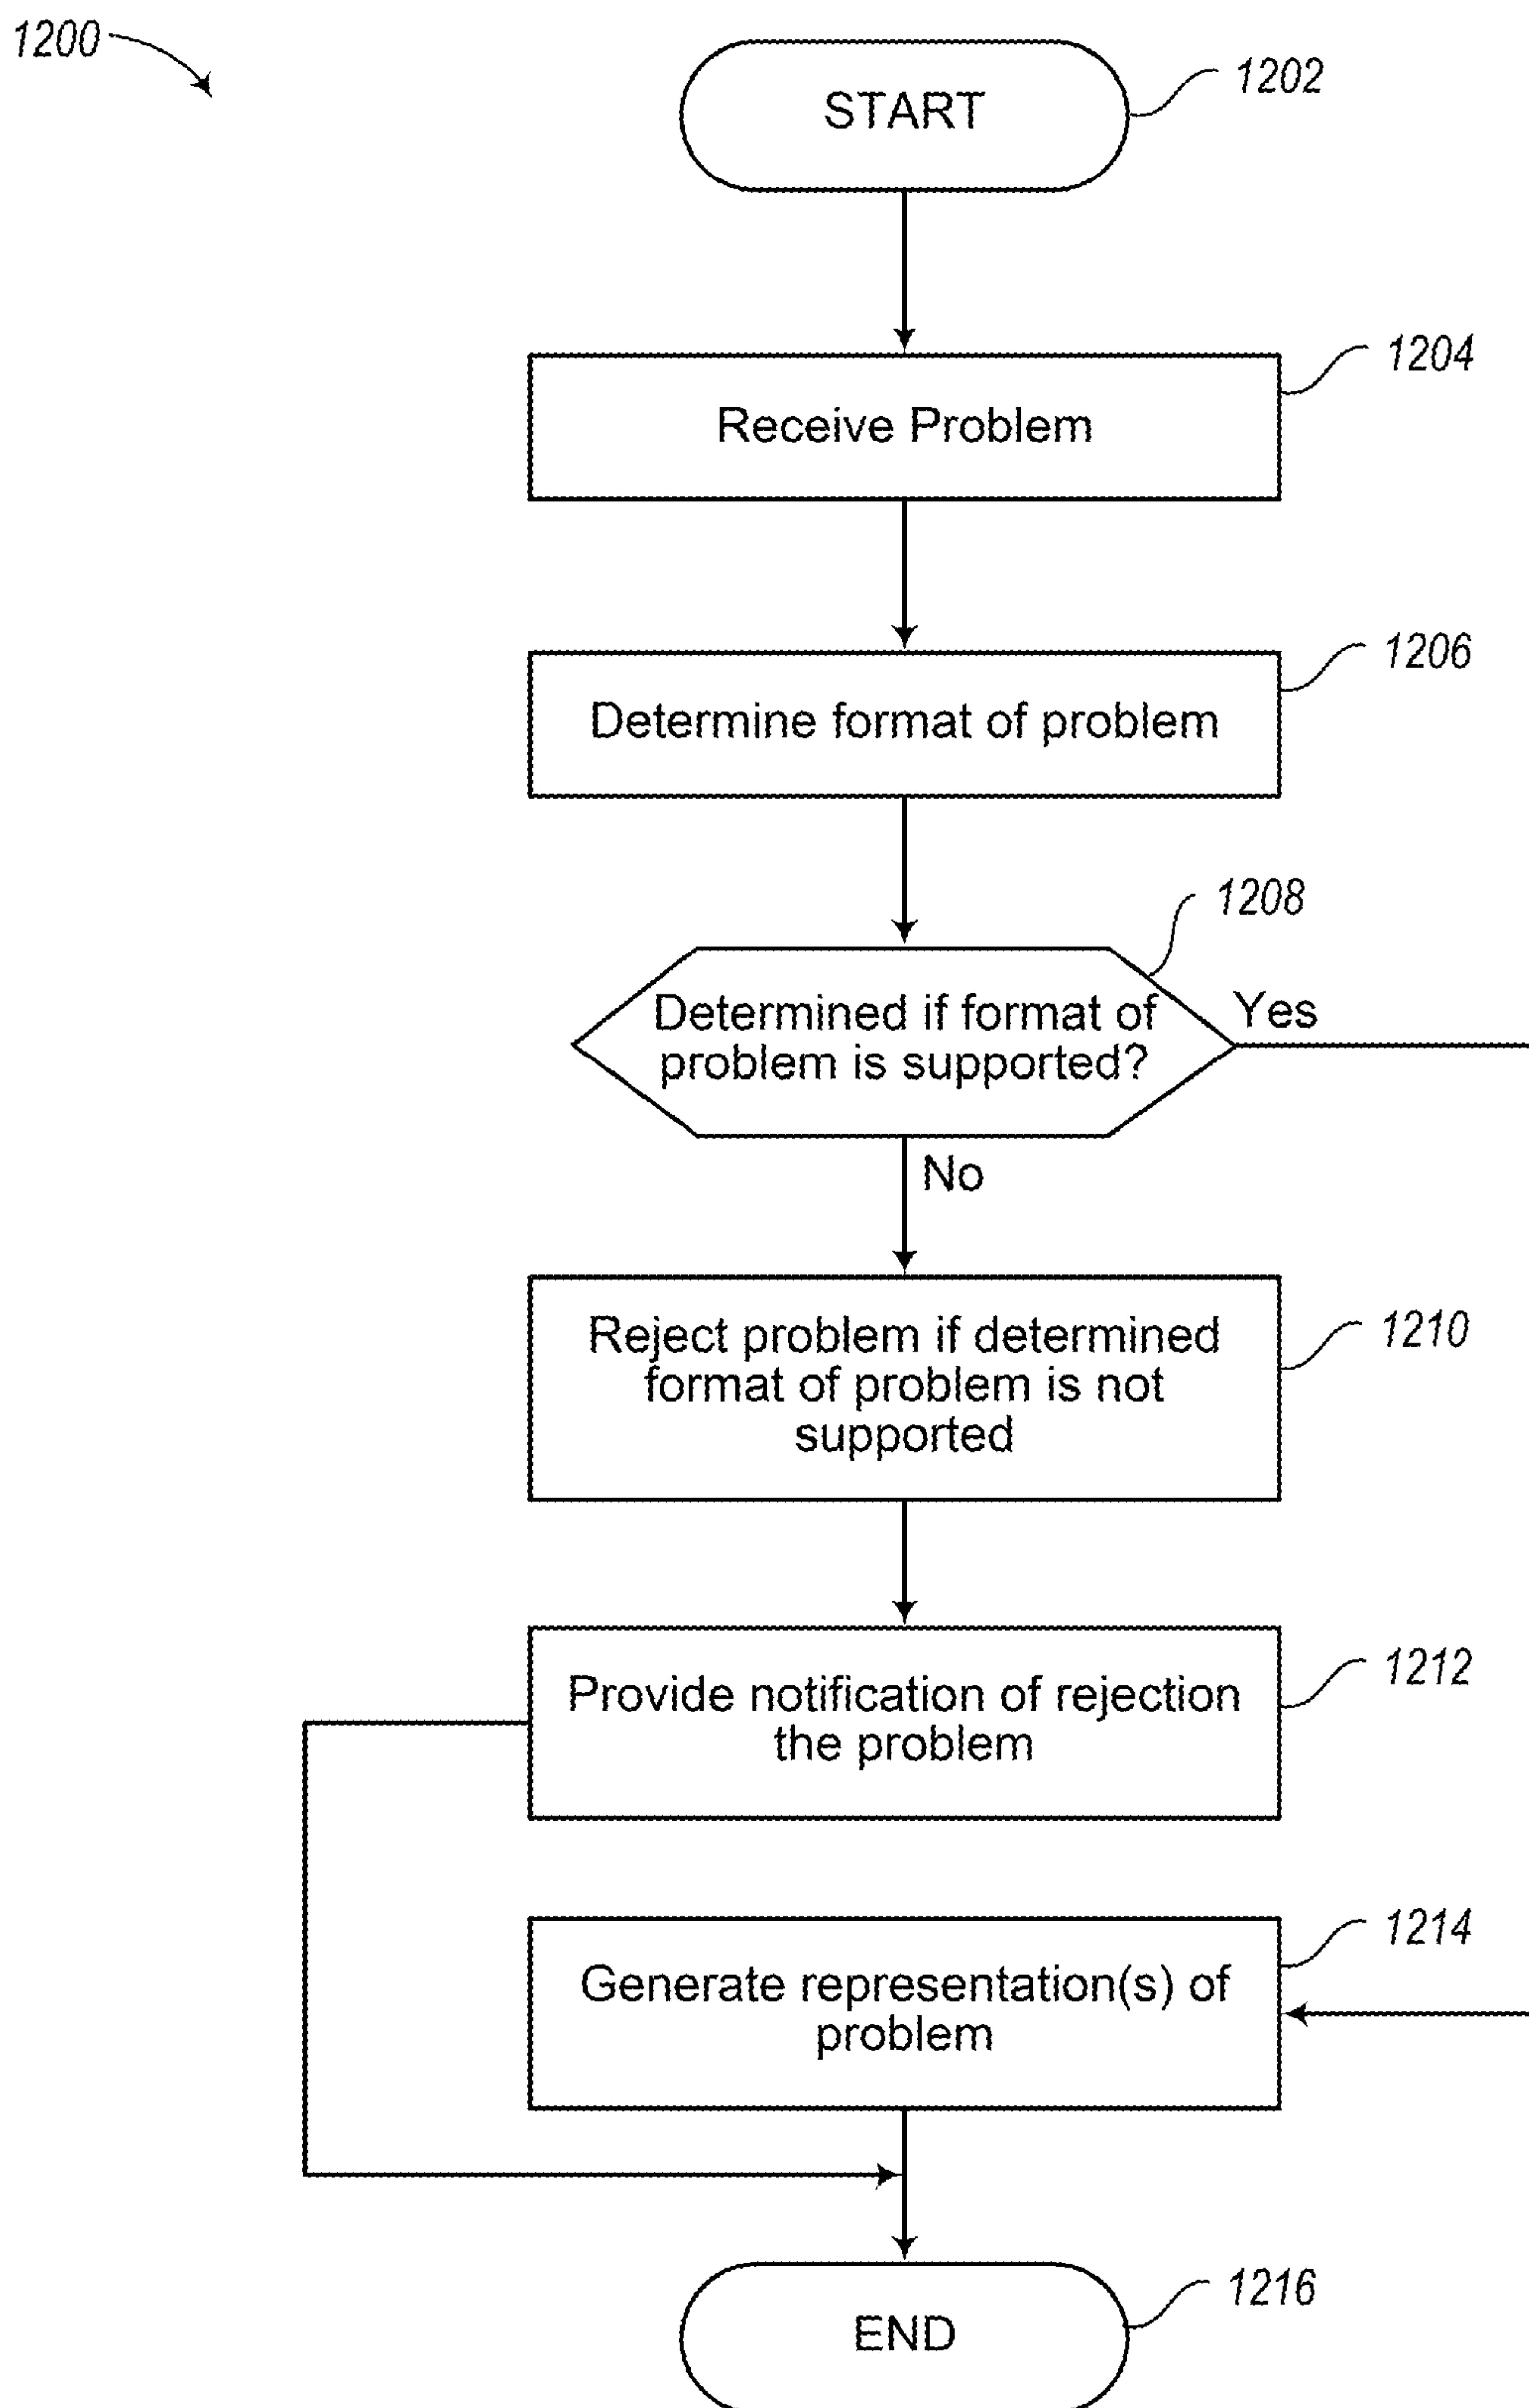 1200
START
1202
Receive Problem
1204
Determine format of problem
1206
Determined if format of
problem is supported?
1208
Yes
No
Reject problem if determined
format of problem is not
supported
1210
Provide notification of rejection
the problem
1212
Generate representation(s) of
problem
1214
END
1216